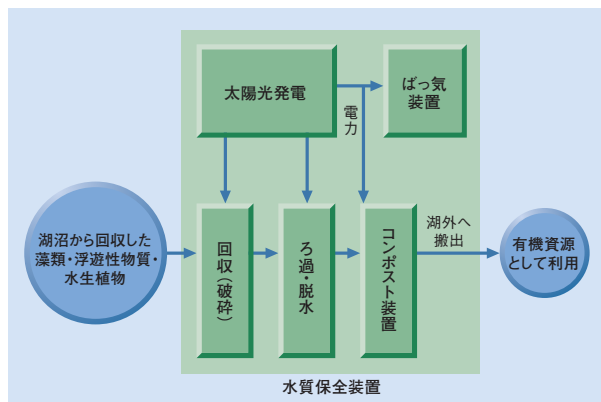 太陽光発電
ばっ気
装置
電力
湖沼から回収した
藻類・浮遊性物質・
水生植物
回収（破砕）
ろ過・脱水
コンポスト装置
湖外へ
搬出
有機資源
として利用
水質保全装置